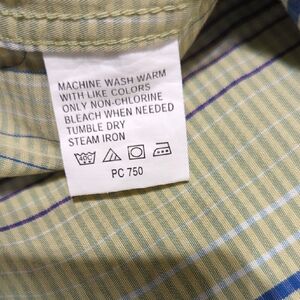 MACHINE WASH WARM
WITH LIKE COLORS
ONLY NON-CHLORINE
BLEACH WHEN NEEDED
TUMBLE DRY
STEAM IRON
PC 750